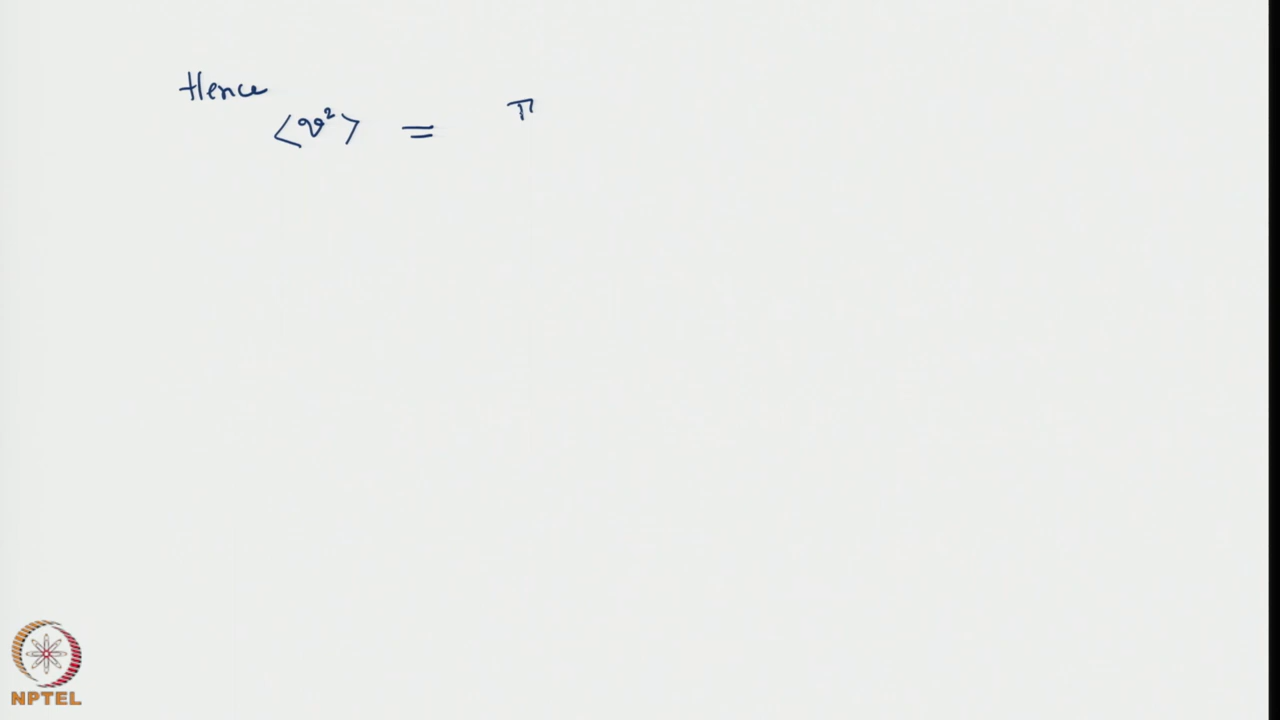 Hence
⟨v²⟩ = π
NPTEL